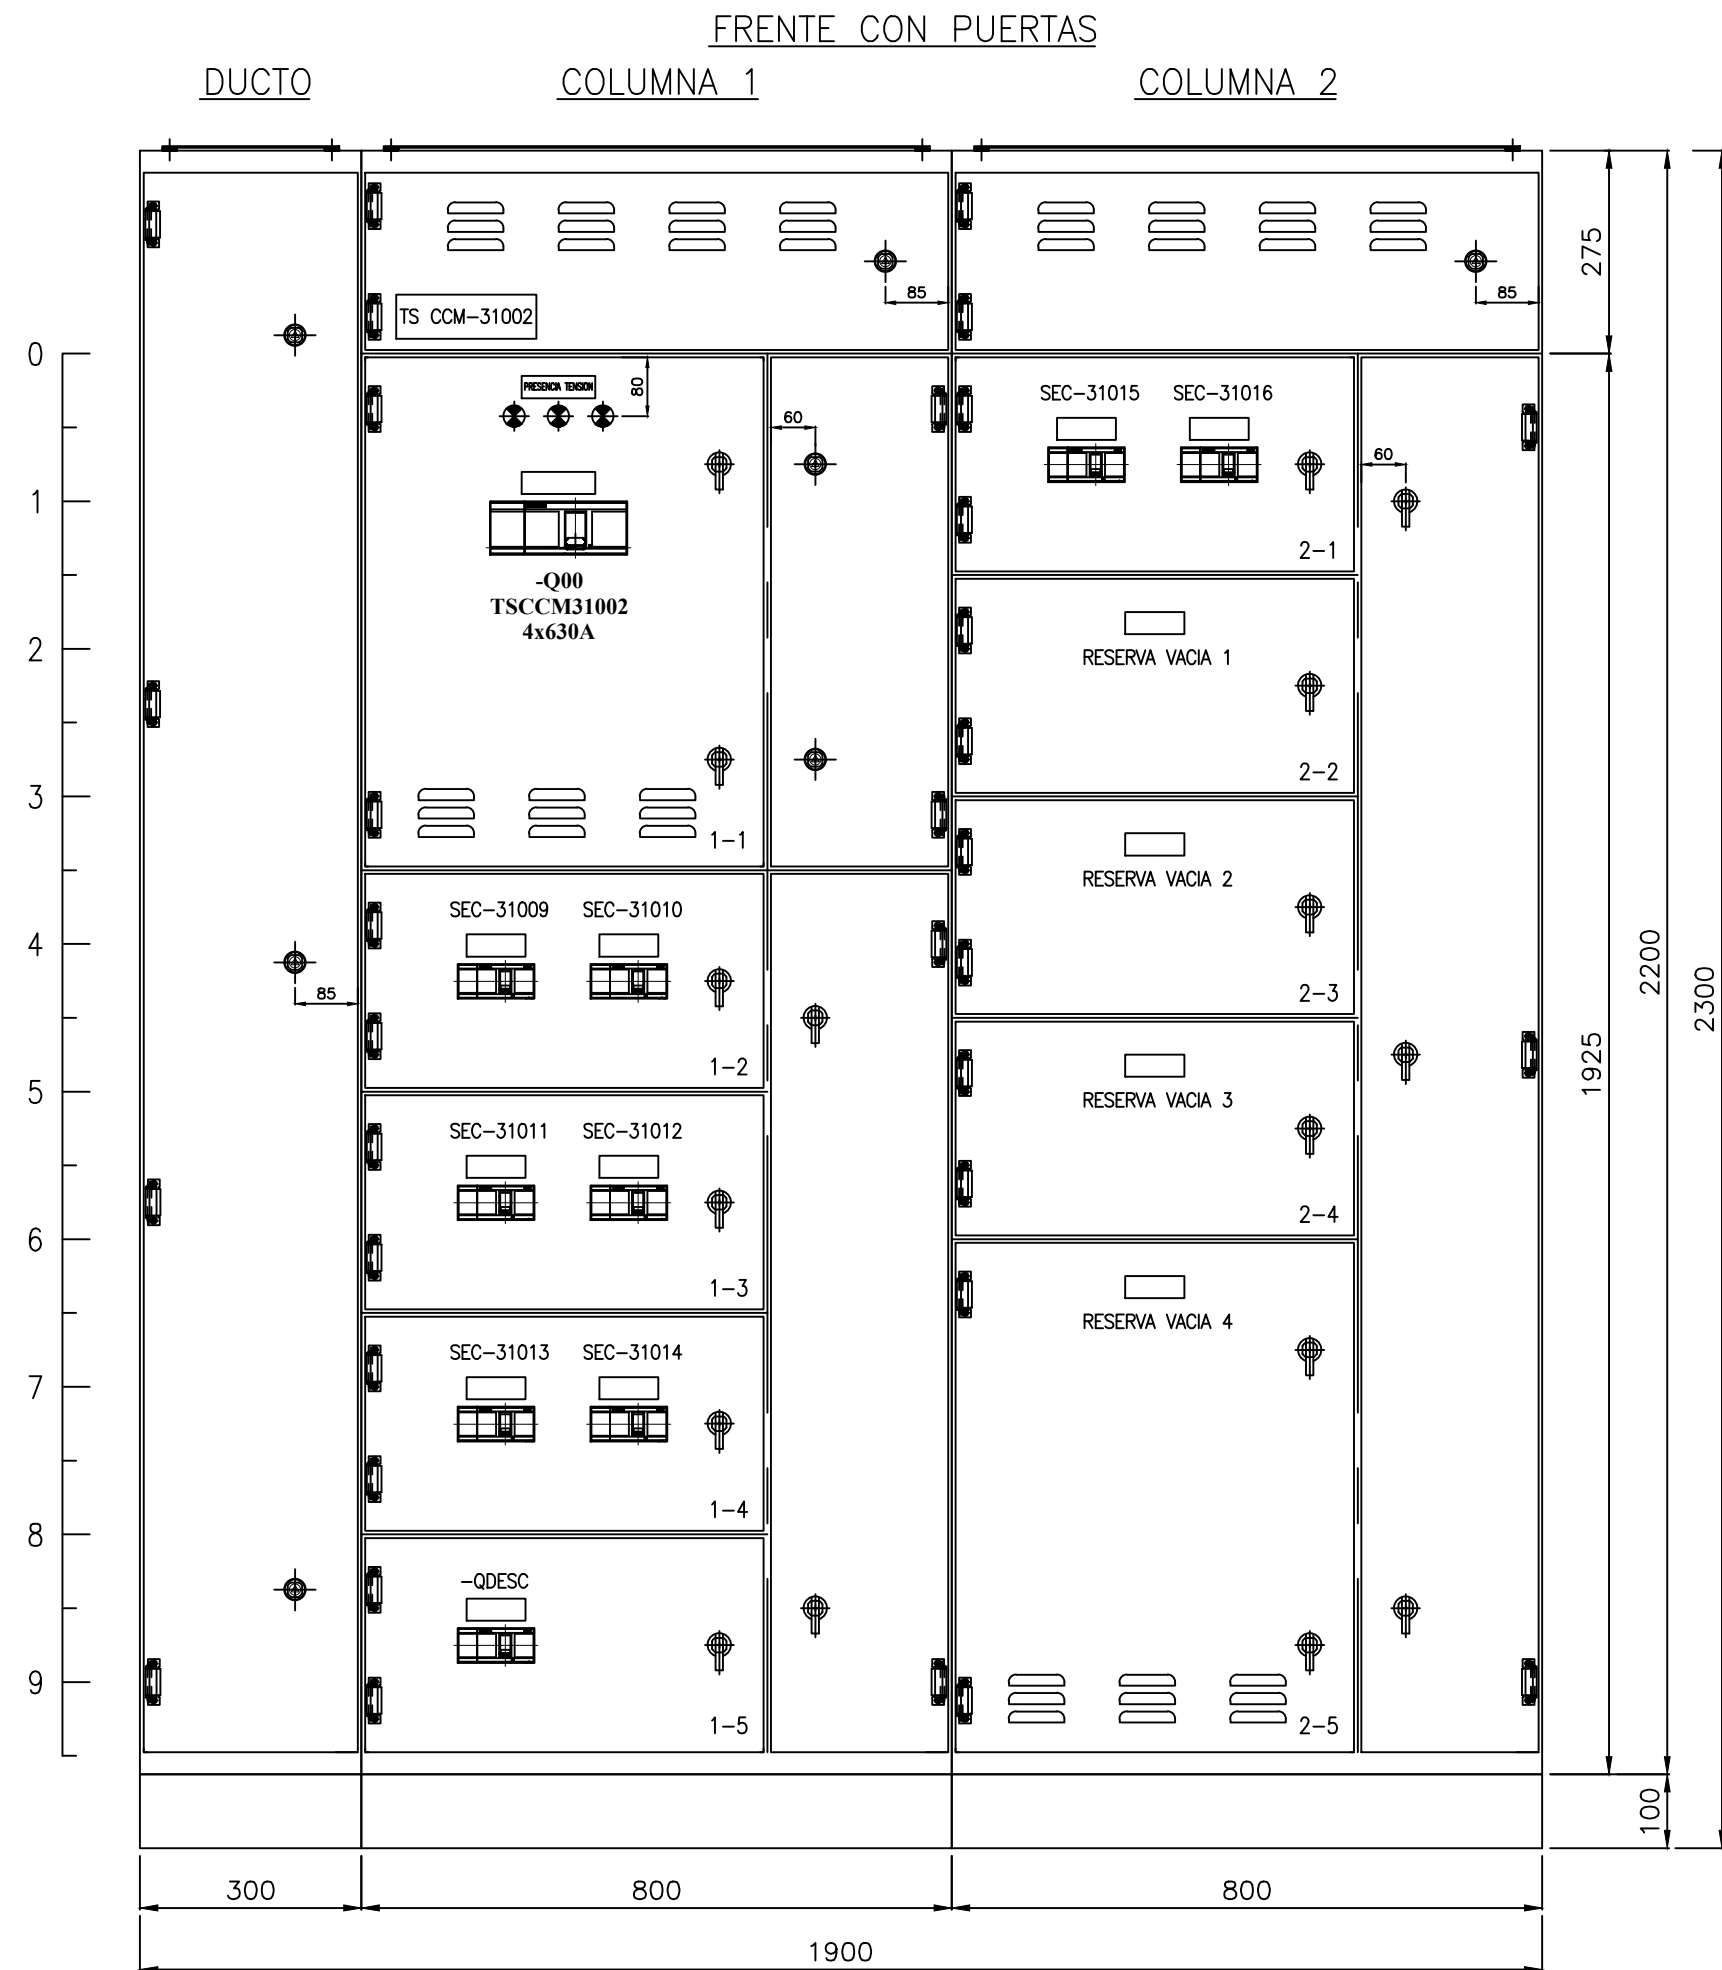 FRENTE CON PUERTAS
DUCTO
COLUMNA 1
COLUMNA 2
TS CCM-31002
85
85
275
0
1
2
3
4
5
6
7
8
9
PRESENCIA TENSION
80
60
-Q00
TSCCM31002
4x630A
1-1
SEC-31009 SEC-31010
1-2
SEC-31011 SEC-31012
1-3
SEC-31013 SEC-31014
1-4
-QDESC
1-5
85
SEC-31015 SEC-31016
60
2-1
RESERVA VACIA 1
2-2
RESERVA VACIA 2
2-3
RESERVA VACIA 3
2-4
RESERVA VACIA 4
2-5
1925
2200
2300
100
300
800
800
1900